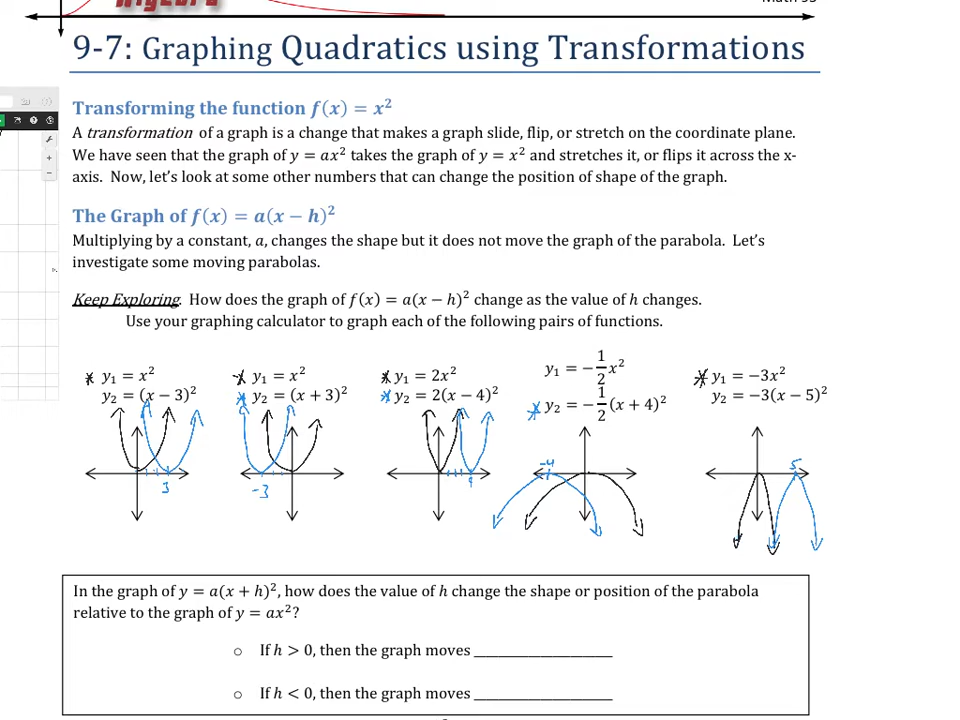 9-7: Graphing Quadratics using Transformations
Transforming the function f(x) = x²
A transformation of a graph is a change that makes a graph slide, flip, or stretch on the coordinate plane.
We have seen that the graph of y = ax² takes the graph of y = x² and stretches it, or flips it across the x-
axis. Now, let's look at some other numbers that can change the position of shape of the graph.
The Graph of f(x) = a(x − h)²
Multiplying by a constant, a, changes the shape but it does not move the graph of the parabola. Let's
investigate some moving parabolas.
Keep Exploring. How does the graph of f(x) = a(x − h)² change as the value of h changes.
Use your graphing calculator to graph each of the following pairs of functions.
y₁ = x²
y₂ = (x − 3)²
3
y₁ = x²
y₂ = (x + 3)²
-3
y₁ = 2x²
y₂ = 2(x − 4)²
4
y₁ = −1/2 x²
y₂ = −1/2 (x + 4)²
-4
y₁ = −3x²
y₂ = −3(x − 5)²
5
In the graph of y = a(x + h)², how does the value of h change the shape or position of the parabola
relative to the graph of y = ax²?
o If h > 0, then the graph moves _______________
o If h < 0, then the graph moves _______________